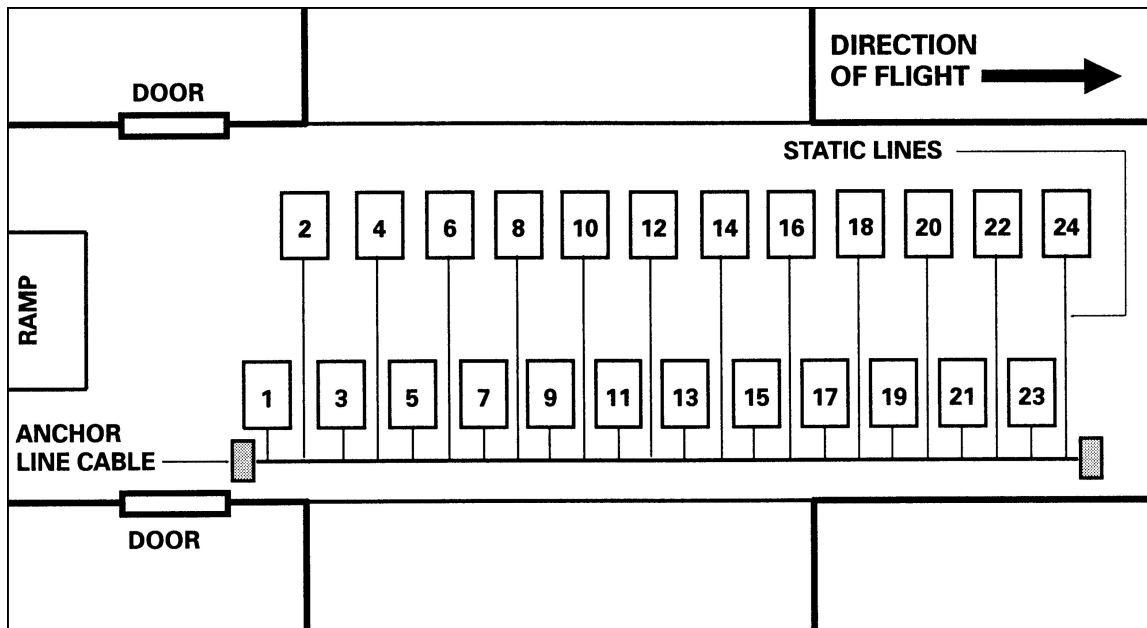 DIRECTION
OF FLIGHT
DOOR
STATIC LINES
2 4 6 8 10 12 14 16 18 20 22 24
RAMP
1 3 5 7 9 11 13 15 17 19 21 23
ANCHOR
LINE CABLE
DOOR